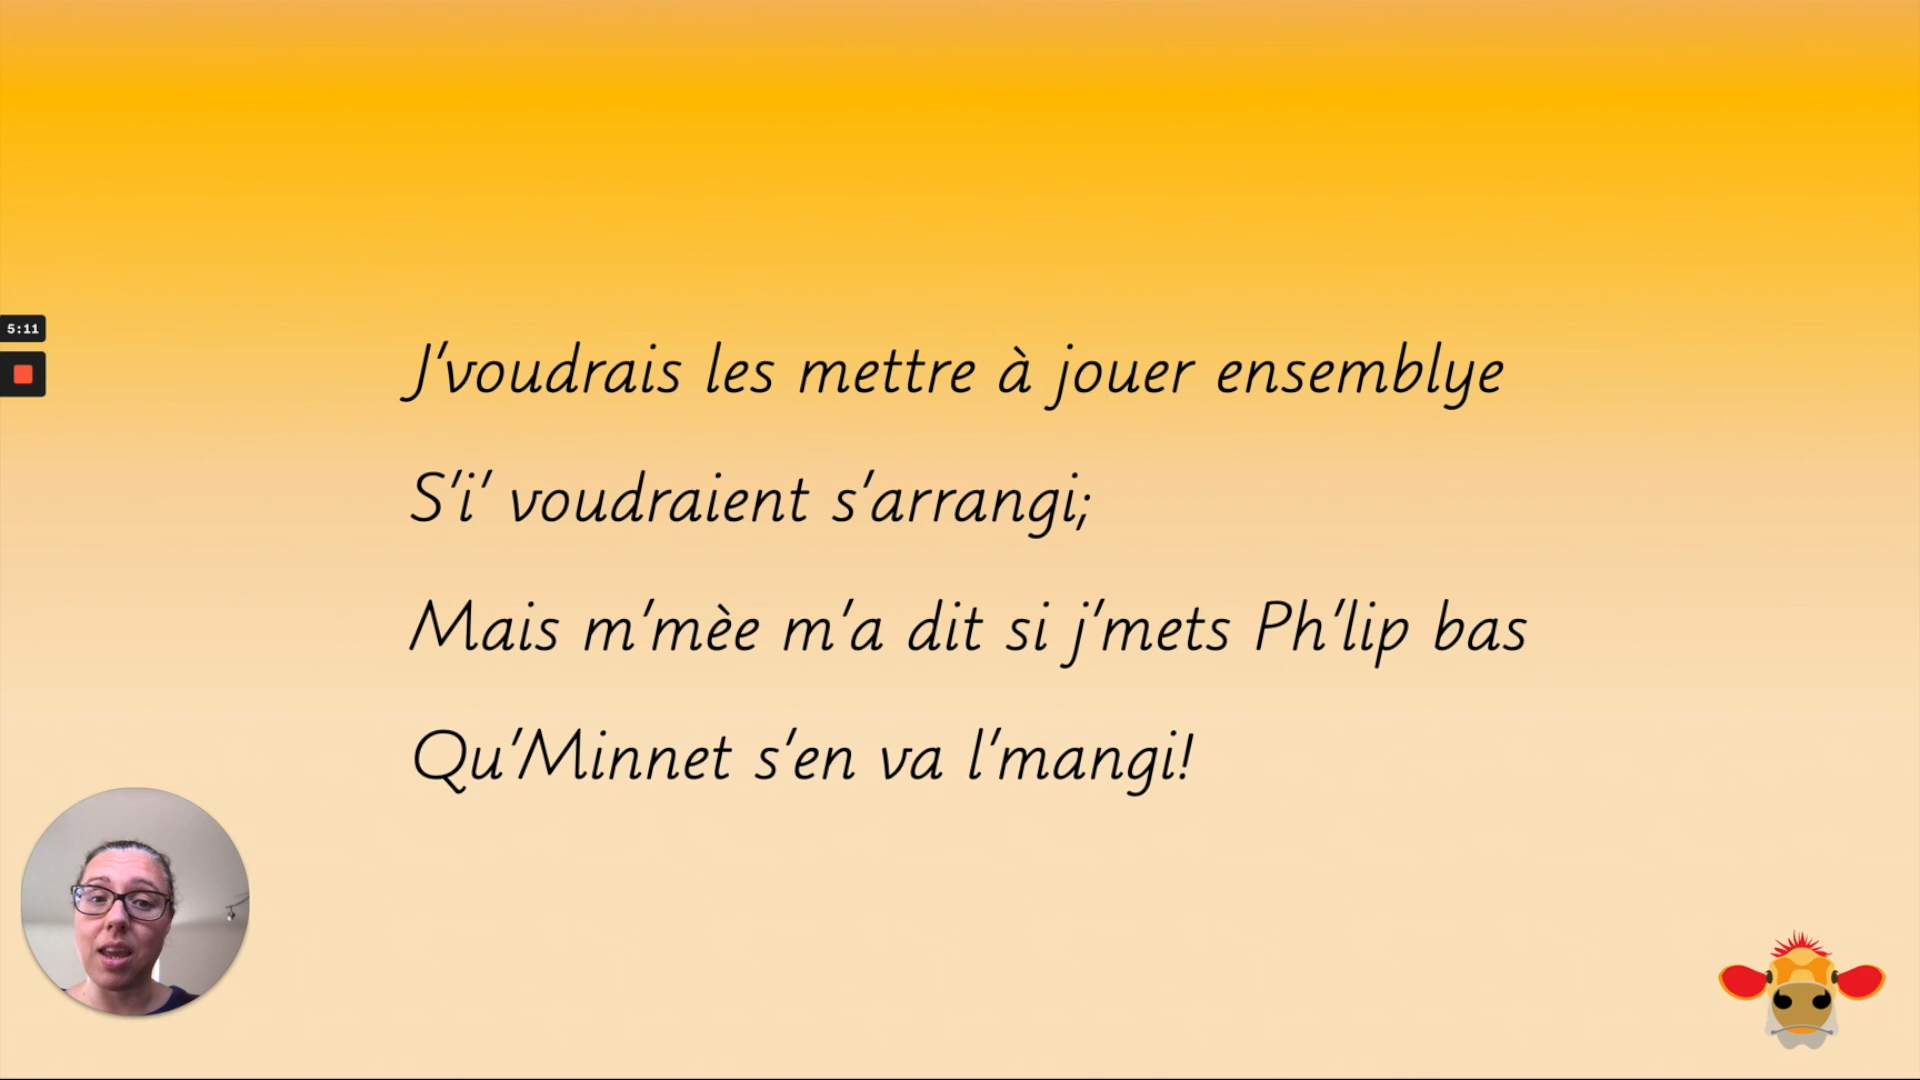 5:11
J’voudrais les mettre à jouer ensemblye
S’i’ voudraient s’arrangi;
Mais m’mèe m’a dit si j’mets Ph’lip bas
Qu’Minnet s’en va l’mangi!